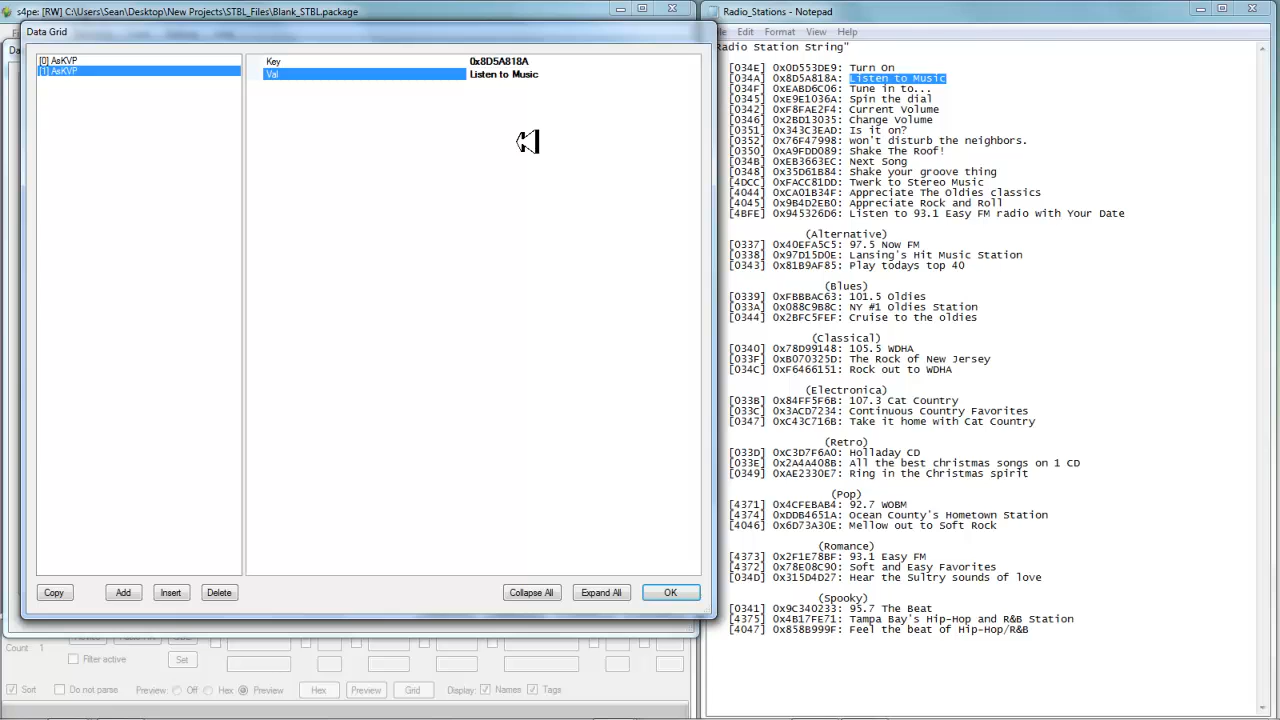 s4pe: [RW] C:\Users\Sean\Desktop\New Projects\STBL_Files\Blank_STBL.package
Data Grid
[0] AsKVP
[1] AsKVP
Key 0x8D5A818A
Val Listen to Music
Copy Add Insert Delete Collapse All Expand All OK
Count 1
Filter active Set
Sort Do not parse Preview: Off Hex Preview Hex Preview Grid Display: Names Tags
Radio_Stations - Notepad
Edit Format View Help
Radio Station String"
[034E] 0x0D553DE9: Turn On
[034A] 0x8D5A818A: Listen to Music
[034F] 0xEABD6C06: Tune in to...
[0345] 0xE9E1036A: Spin the dial
[0342] 0xF8FAE2F4: Current Volume
[0346] 0x2BD13035: Change Volume
[0351] 0x343C3EAD: Is it on?
[0352] 0x76F47998: won't disturb the neighbors.
[0350] 0xA9FDD089: Shake The Roof!
[034B] 0xEB3663EC: Next Song
[0348] 0x35D61B84: Shake your groove thing
[4DCC] 0xFACC81DD: Twerk to Stereo Music
[4044] 0xCA01B34F: Appreciate The Oldies classics
[4045] 0x9B4D2EB0: Appreciate Rock and Roll
[4BFE] 0x945326D6: Listen to 93.1 Easy FM radio with Your Date
(Alternative)
[0337] 0x40EFA5C5: 97.5 Now FM
[0338] 0x97D15D0E: Lansing's Hit Music Station
[0343] 0x81B9AF85: Play todays top 40
(Blues)
[0339] 0xFBBBAC63: 101.5 Oldies
[033A] 0x088C9B8C: NY #1 Oldies Station
[0344] 0x2BFC5FEF: Cruise to the oldies
(Classical)
[0340] 0x78D99148: 105.5 WDHA
[033F] 0xB070325D: The Rock of New Jersey
[034C] 0xF6466151: Rock out to WDHA
(Electronica)
[033B] 0x84FF5F6B: 107.3 Cat Country
[033C] 0x3ACD7234: Continuous Country Favorites
[0347] 0xC43C716B: Take it home with Cat Country
(Retro)
[033D] 0xC3D7F6A0: Holladay CD
[033E] 0x2A4A408B: All the best christmas songs on 1 CD
[0349] 0xAE2330E7: Ring in the Christmas spirit
(Pop)
[4371] 0x4CFEBAB4: 92.7 WOBM
[4374] 0xDDB4651A: Ocean County's Hometown Station
[4046] 0x6D73A30E: Mellow out to Soft Rock
(Romance)
[4373] 0x2F1E78BF: 93.1 Easy FM
[4372] 0x78E08C90: Soft and Easy Favorites
[034D] 0x315D4D27: Hear the Sultry sounds of love
(Spooky)
[0341] 0x9C340233: 95.7 The Beat
[4375] 0x4B17FE71: Tampa Bay's Hip-Hop and R&B Station
[4047] 0x858B999F: Feel the beat of Hip-Hop/R&B